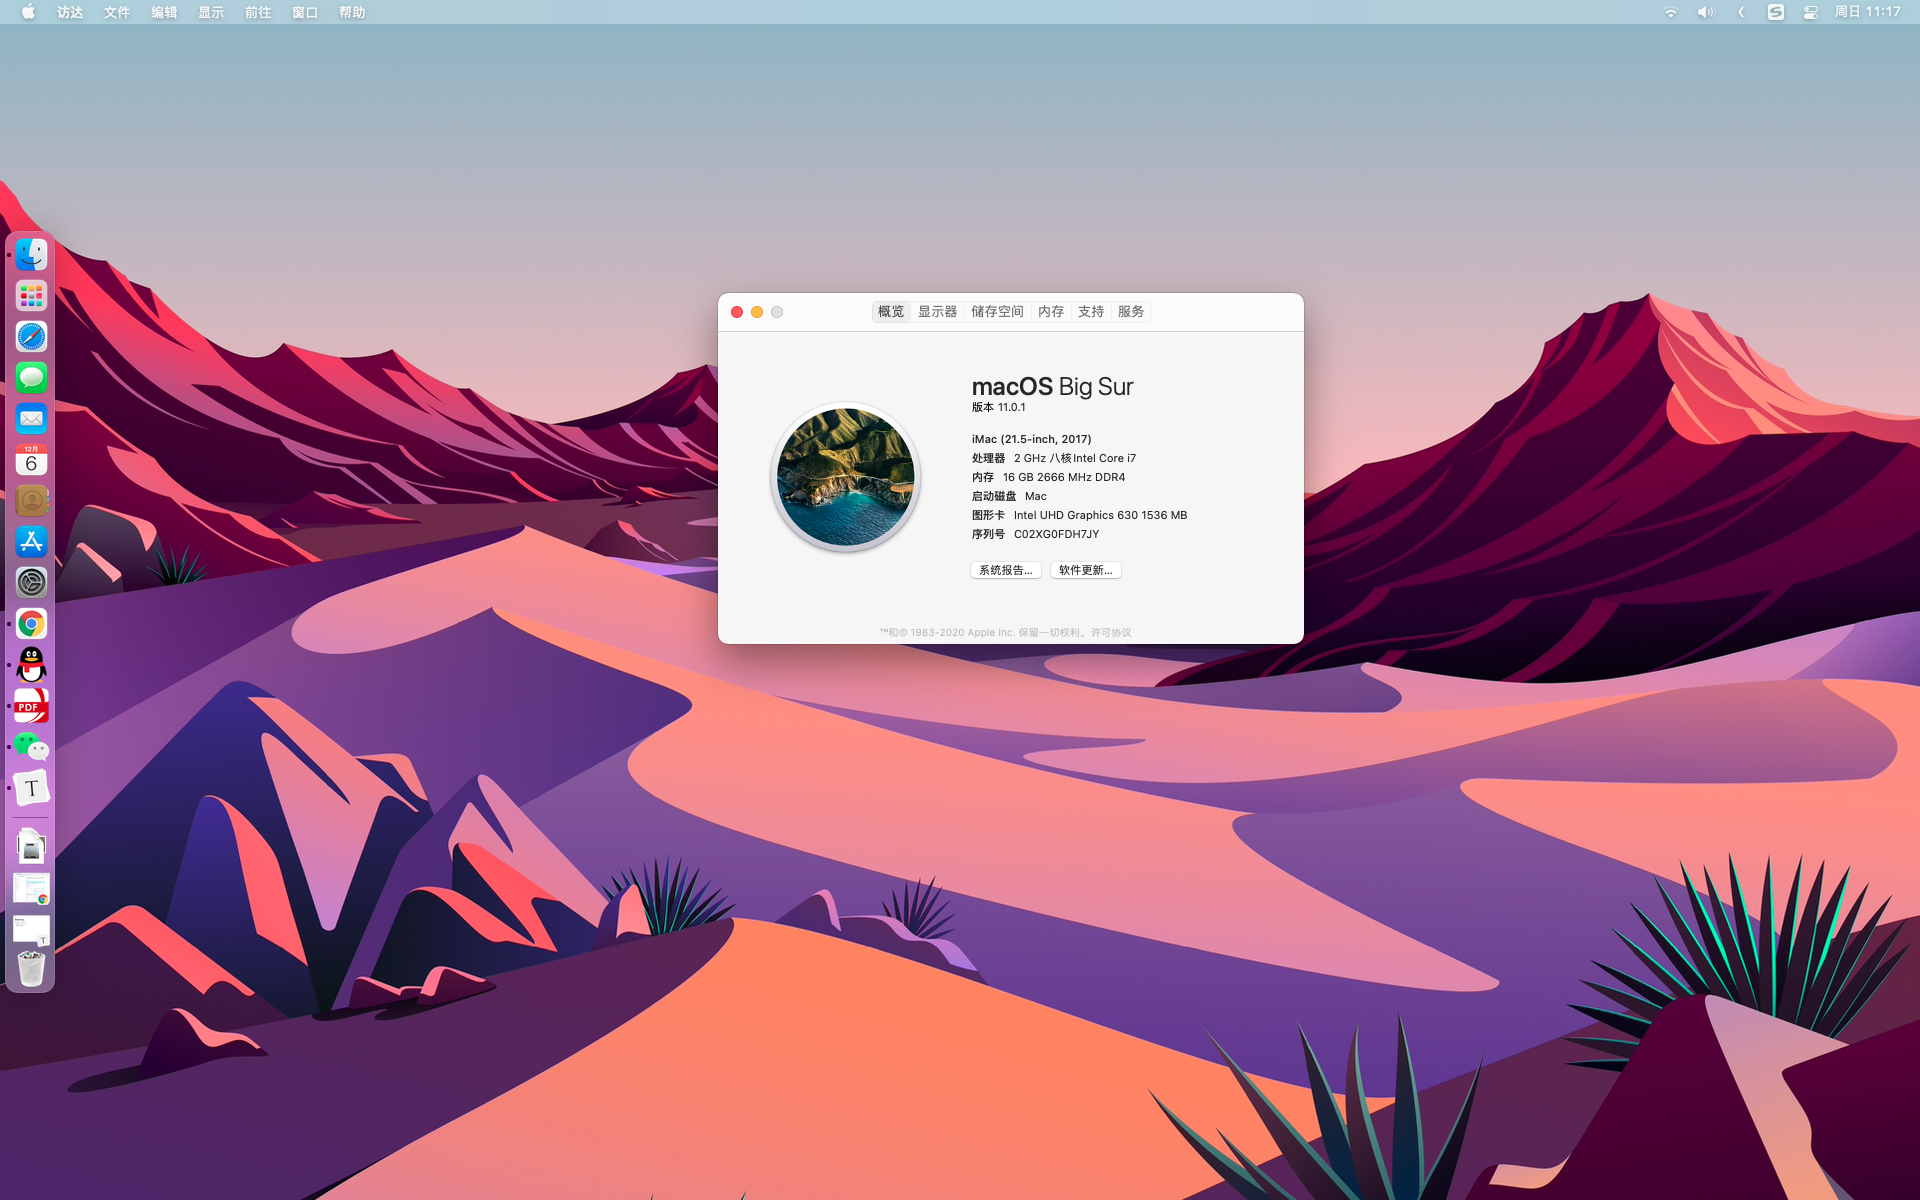 访达 文件 编辑 显示 前往 窗口 帮助
周日 11:17
概览 显示器 储存空间 内存 支持 服务
macOS Big Sur
版本 11.0.1
iMac (21.5-inch, 2017)
处理器 2 GHz 八核Intel Core i7
内存 16 GB 2666 MHz DDR4
启动磁盘 Mac
图形卡 Intel UHD Graphics 630 1536 MB
序列号 C02XG0FDH7JY
系统报告... 软件更新...
™和© 1983-2020 Apple Inc. 保留一切权利。许可协议
12月
6
PDF
T